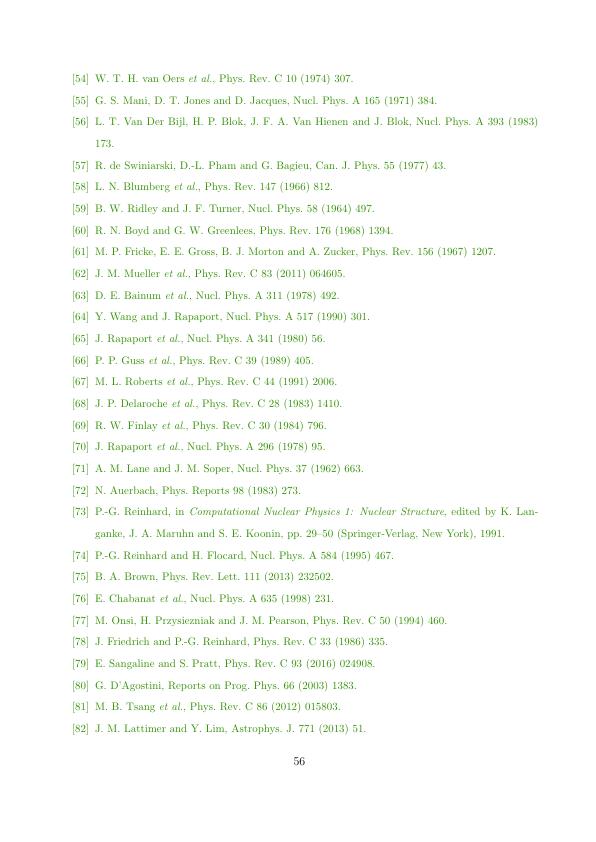 [54] W. T. H. van Oers et al., Phys. Rev. C 10 (1974) 307.
[55] G. S. Mani, D. T. Jones and D. Jacques, Nucl. Phys. A 165 (1971) 384.
[56] L. T. Van Der Bijl, H. P. Blok, J. F. A. Van Hienen and J. Blok, Nucl. Phys. A 393 (1983)
173.
[57] R. de Swiniarski, D.-L. Pham and G. Bagieu, Can. J. Phys. 55 (1977) 43.
[58] L. N. Blumberg et al., Phys. Rev. 147 (1966) 812.
[59] B. W. Ridley and J. F. Turner, Nucl. Phys. 58 (1964) 497.
[60] R. N. Boyd and G. W. Greenlees, Phys. Rev. 176 (1968) 1394.
[61] M. P. Fricke, E. E. Gross, B. J. Morton and A. Zucker, Phys. Rev. 156 (1967) 1207.
[62] J. M. Mueller et al., Phys. Rev. C 83 (2011) 064605.
[63] D. E. Bainum et al., Nucl. Phys. A 311 (1978) 492.
[64] Y. Wang and J. Rapaport, Nucl. Phys. A 517 (1990) 301.
[65] J. Rapaport et al., Nucl. Phys. A 341 (1980) 56.
[66] P. P. Guss et al., Phys. Rev. C 39 (1989) 405.
[67] M. L. Roberts et al., Phys. Rev. C 44 (1991) 2006.
[68] J. P. Delaroche et al., Phys. Rev. C 28 (1983) 1410.
[69] R. W. Finlay et al., Phys. Rev. C 30 (1984) 796.
[70] J. Rapaport et al., Nucl. Phys. A 296 (1978) 95.
[71] A. M. Lane and J. M. Soper, Nucl. Phys. 37 (1962) 663.
[72] N. Auerbach, Phys. Reports 98 (1983) 273.
[73] P.-G. Reinhard, in Computational Nuclear Physics 1: Nuclear Structure, edited by K. Lan-
ganke, J. A. Maruhn and S. E. Koonin, pp. 29–50 (Springer-Verlag, New York), 1991.
[74] P.-G. Reinhard and H. Flocard, Nucl. Phys. A 584 (1995) 467.
[75] B. A. Brown, Phys. Rev. Lett. 111 (2013) 232502.
[76] E. Chabanat et al., Nucl. Phys. A 635 (1998) 231.
[77] M. Onsi, H. Przysiezniak and J. M. Pearson, Phys. Rev. C 50 (1994) 460.
[78] J. Friedrich and P.-G. Reinhard, Phys. Rev. C 33 (1986) 335.
[79] E. Sangaline and S. Pratt, Phys. Rev. C 93 (2016) 024908.
[80] G. D'Agostini, Reports on Prog. Phys. 66 (2003) 1383.
[81] M. B. Tsang et al., Phys. Rev. C 86 (2012) 015803.
[82] J. M. Lattimer and Y. Lim, Astrophys. J. 771 (2013) 51.
56